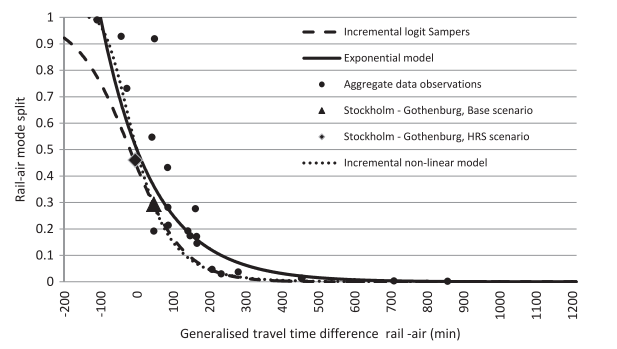 1
0.9
0.8
0.7
0.6
0.5
0.4
0.3
0.2
0.1
0
Rail-air mode split
Incremental logit Sampers
Exponential model
Aggregate data observations
Stockholm - Gothenburg, Base scenario
Stockholm - Gothenburg, HRS scenario
Incremental non-linear model
-200 -100 0 100 200 300 400 500 600 700 800 900 1000 1100 1200
Generalised travel time difference rail -air (min)